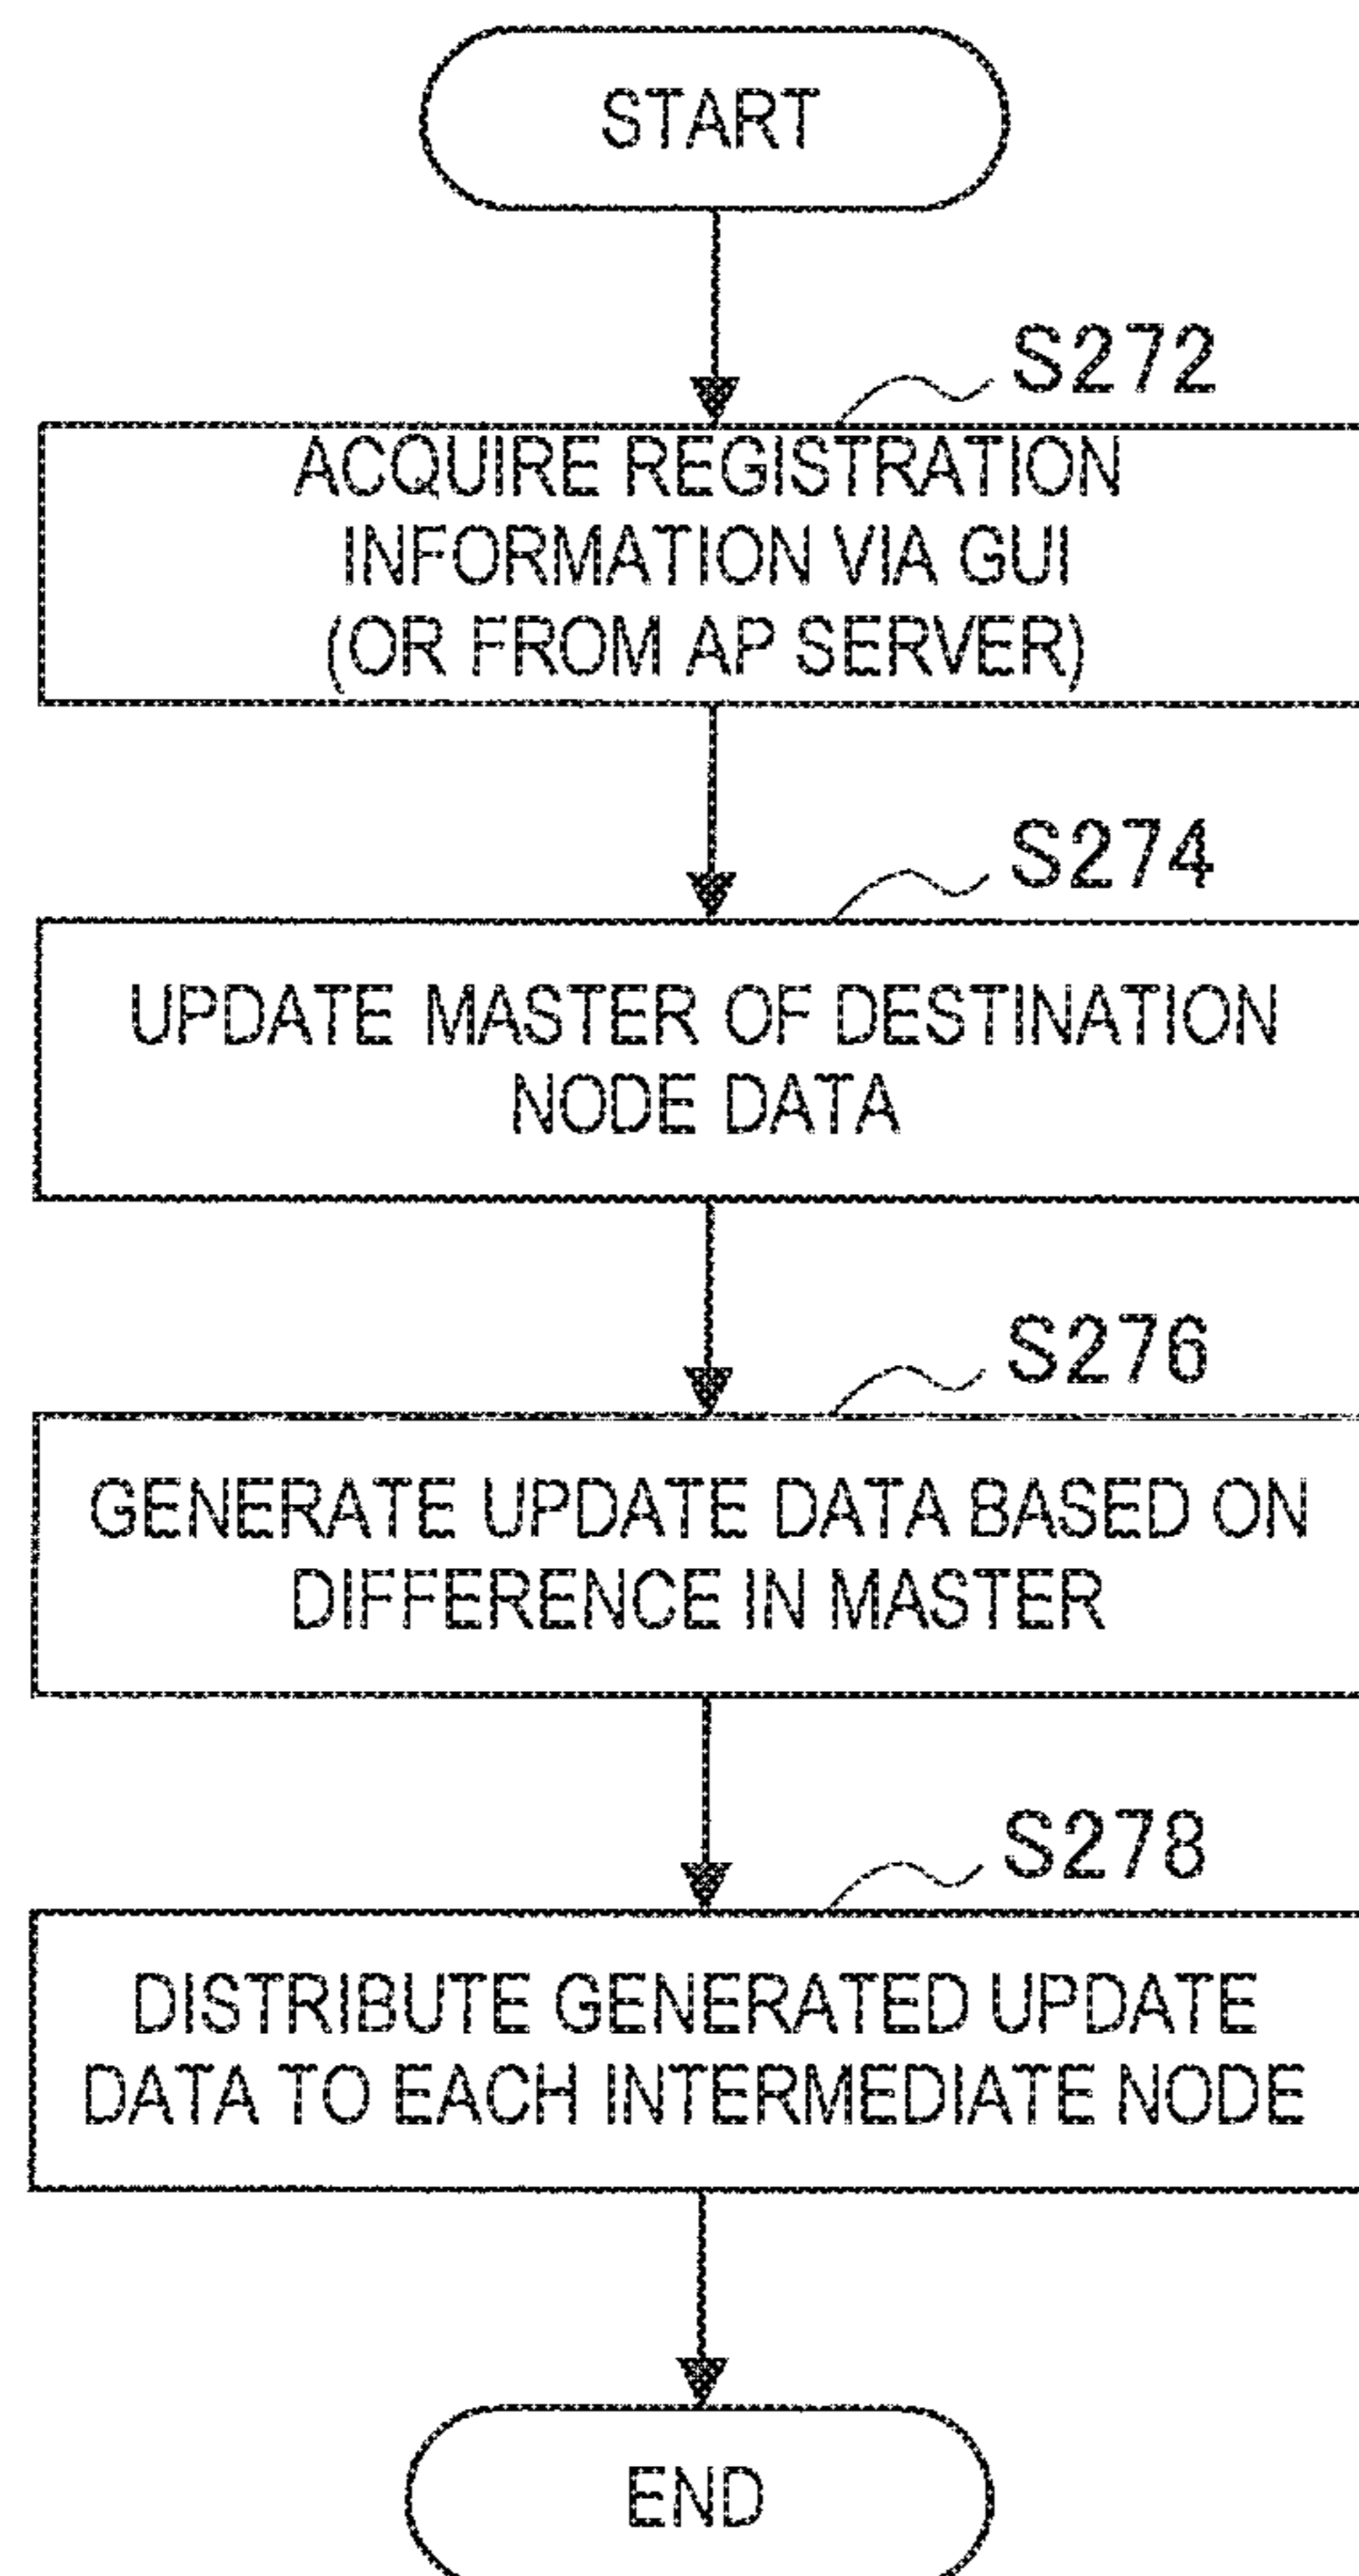 START
S272
ACQUIRE REGISTRATION
INFORMATION VIA GUI
(OR FROM AP SERVER)
S274
UPDATE MASTER OF DESTINATION
NODE DATA
S276
GENERATE UPDATE DATA BASED ON
DIFFERENCE IN MASTER
S278
DISTRIBUTE GENERATED UPDATE
DATA TO EACH INTERMEDIATE NODE
END